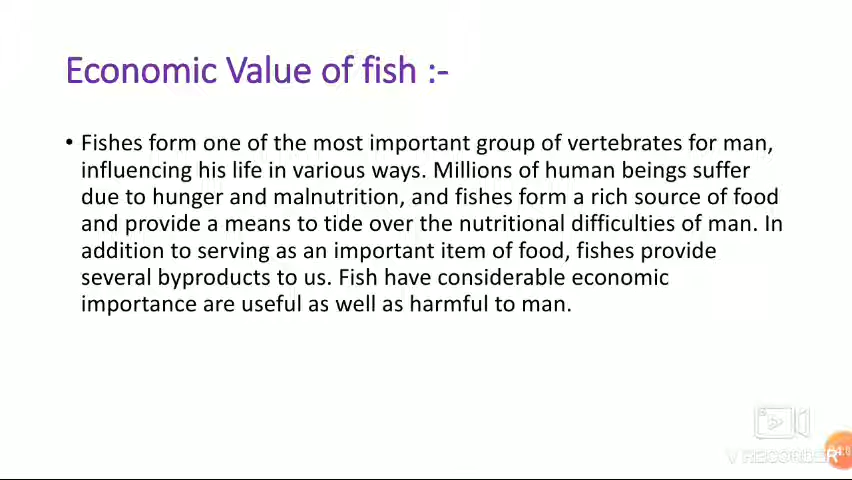 Economic Value of fish :-
• Fishes form one of the most important group of vertebrates for man,
influencing his life in various ways. Millions of human beings suffer
due to hunger and malnutrition, and fishes form a rich source of food
and provide a means to tide over the nutritional difficulties of man. In
addition to serving as an important item of food, fishes provide
several byproducts to us. Fish have considerable economic
importance are useful as well as harmful to man.
V RECORDER